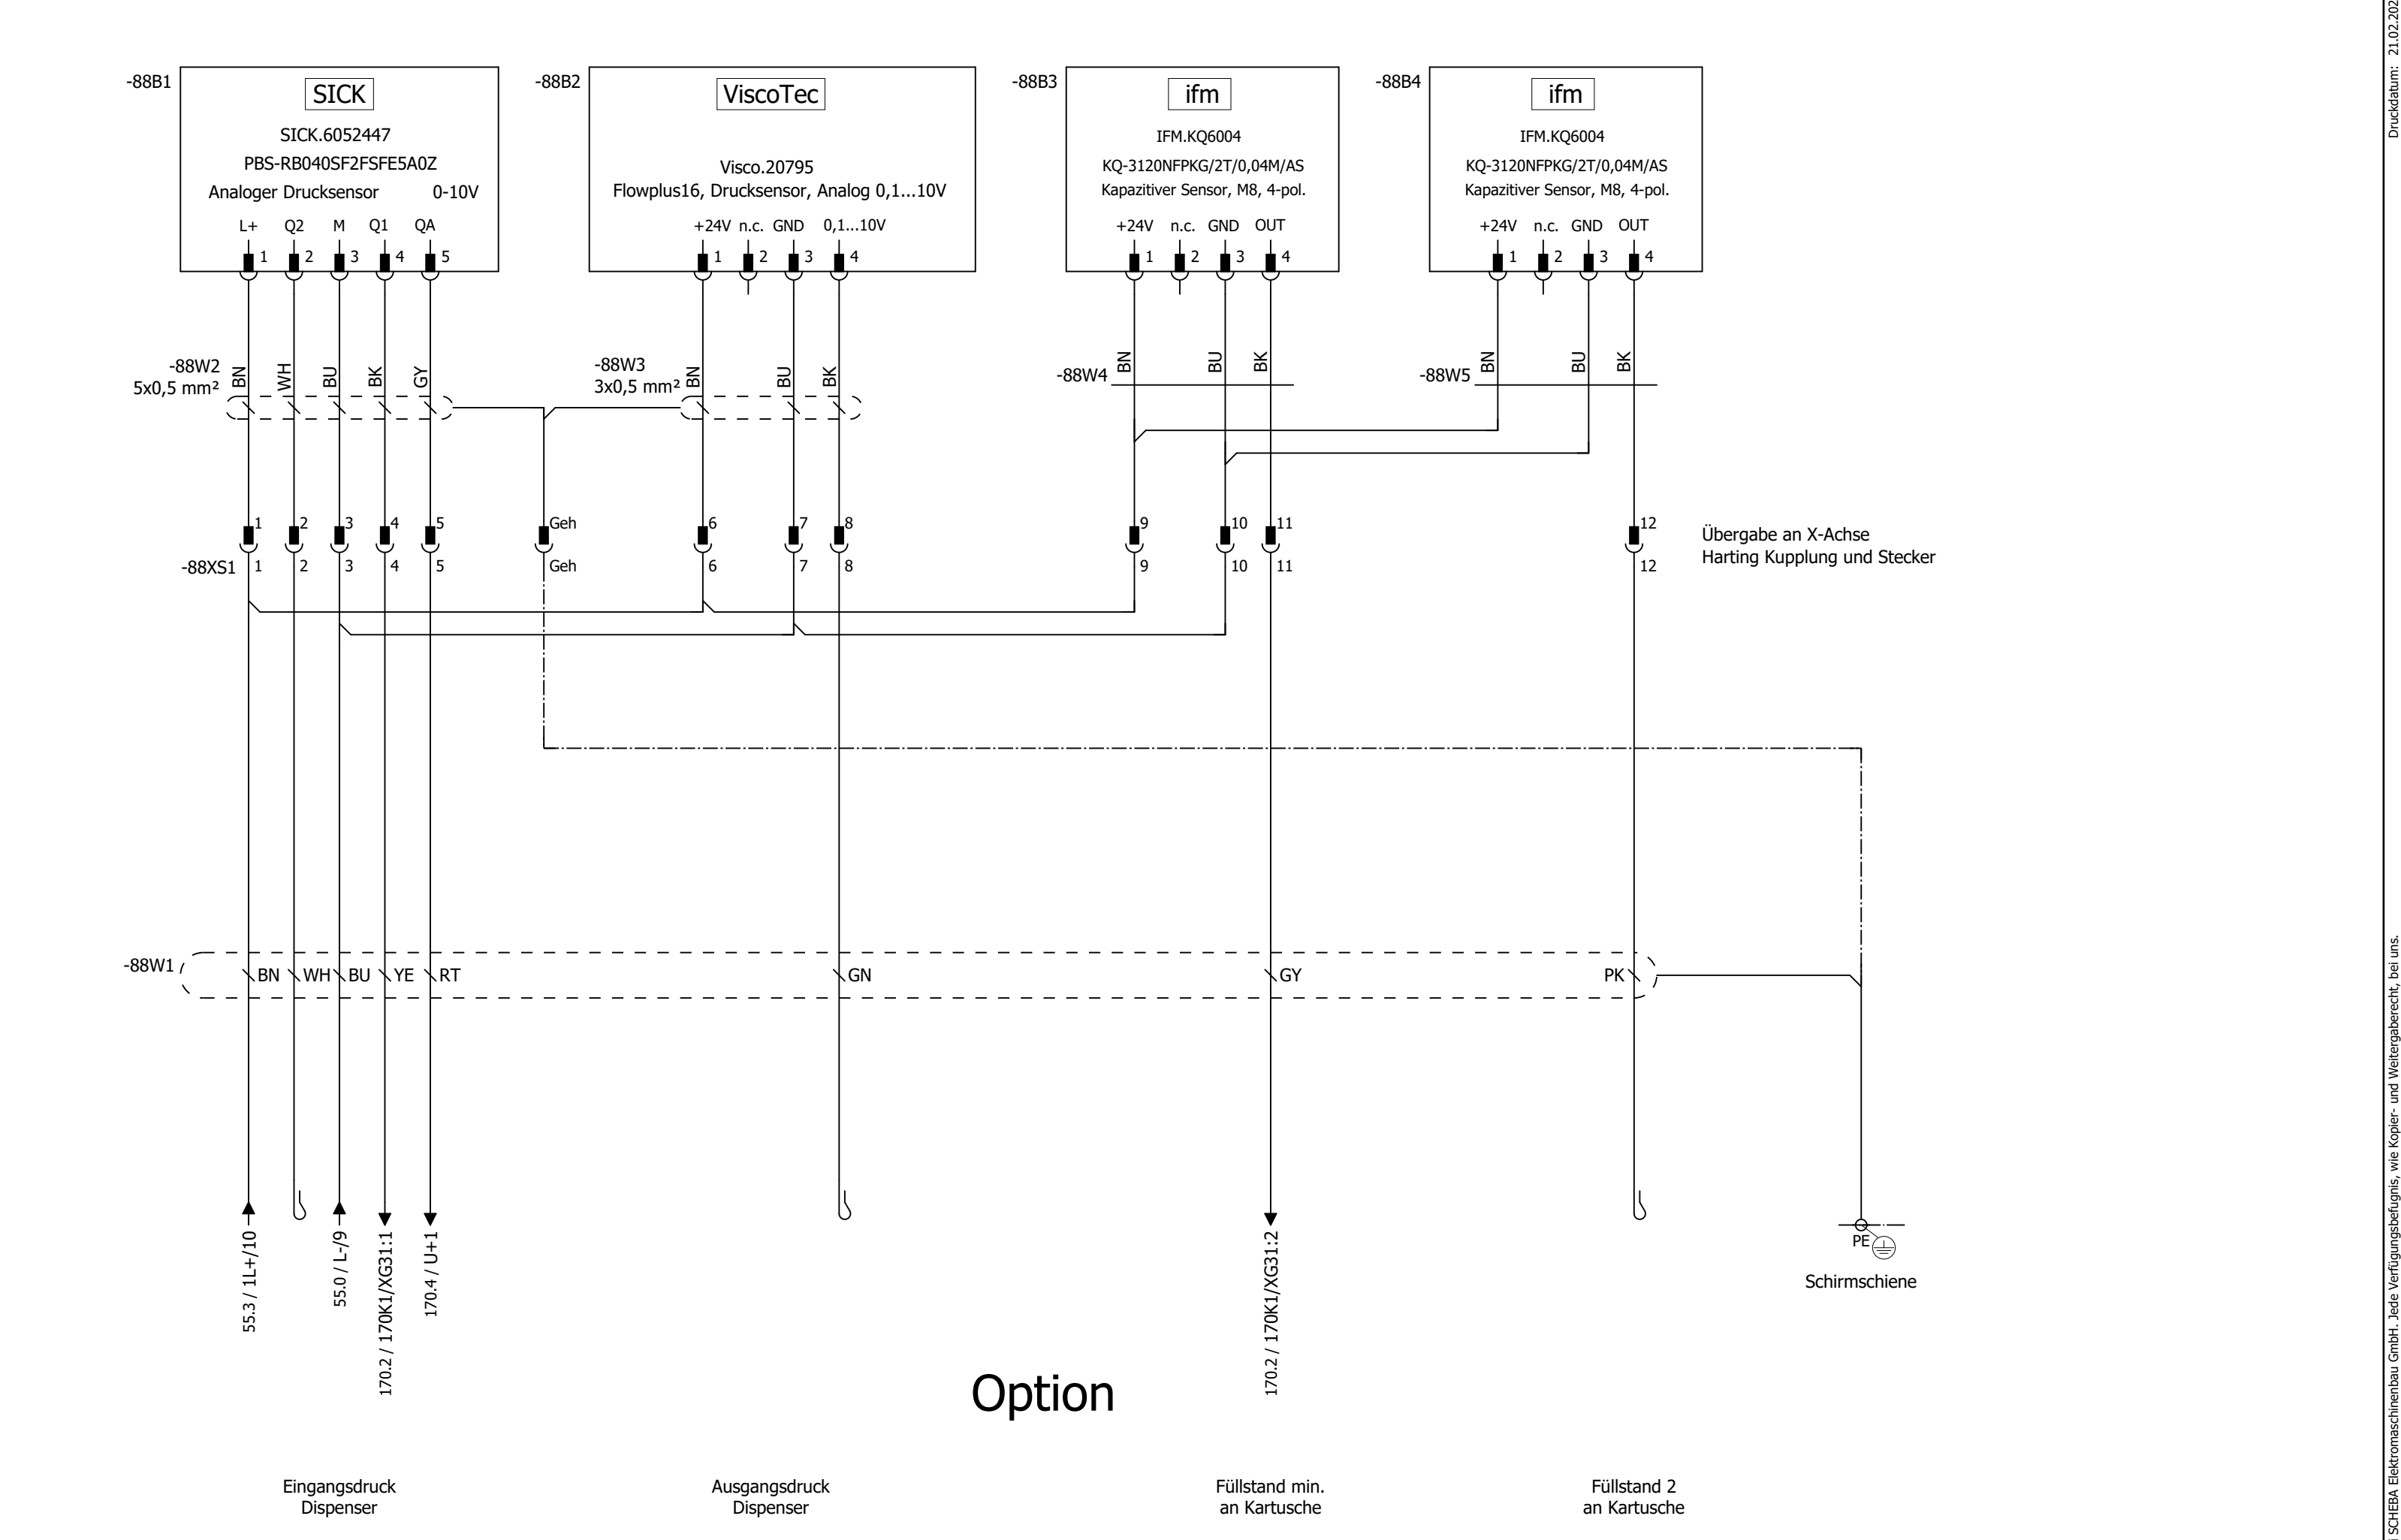 -88B1
SICK
SICK.6052447
PBS-RB040SF2FSFE5A0Z
Analoger Drucksensor 0-10V
L+ Q2 M Q1 QA
1 2 3 4 5
-88B2
ViscoTec
Visco.20795
Flowplus16, Drucksensor, Analog 0,1...10V
+24V n.c. GND 0,1...10V
1 2 3 4
-88B3
ifm
IFM.KQ6004
KQ-3120NFPKG/2T/0,04M/AS
Kapazitiver Sensor, M8, 4-pol.
+24V n.c. GND OUT
1 2 3 4
-88B4
ifm
IFM.KQ6004
KQ-3120NFPKG/2T/0,04M/AS
Kapazitiver Sensor, M8, 4-pol.
+24V n.c. GND OUT
1 2 3 4
-88W2
5x0,5 mm²
BN WH BU BK GY
-88W3
3x0,5 mm²
BN BU BK
-88W4
BN BU BK
-88W5
BN BU BK
1 2 3 4 5 Geh 6 7 8 9 10 11 12
-88XS1
1 2 3 4 5 Geh 6 7 8 9 10 11 12
Übergabe an X-Achse
Harting Kupplung und Stecker
-88W1
BN WH BU YE RT GN GY PK
55.3 / 1L+/10
55.0 / L-/9
170.2 / 170K1/XG31:1
170.4 / U+1
170.2 / 170K1/XG31:2
PE
Schirmschiene
Option
Eingangsdruck
Dispenser
Ausgangsdruck
Dispenser
Füllstand min.
an Kartusche
Füllstand 2
an Kartusche
Druckdatum: 21.02.202
SCHEBA Elektromaschinenbau GmbH. Jede Verfügungsbefugnis, wie Kopier- und Weitergaberecht, bei uns.